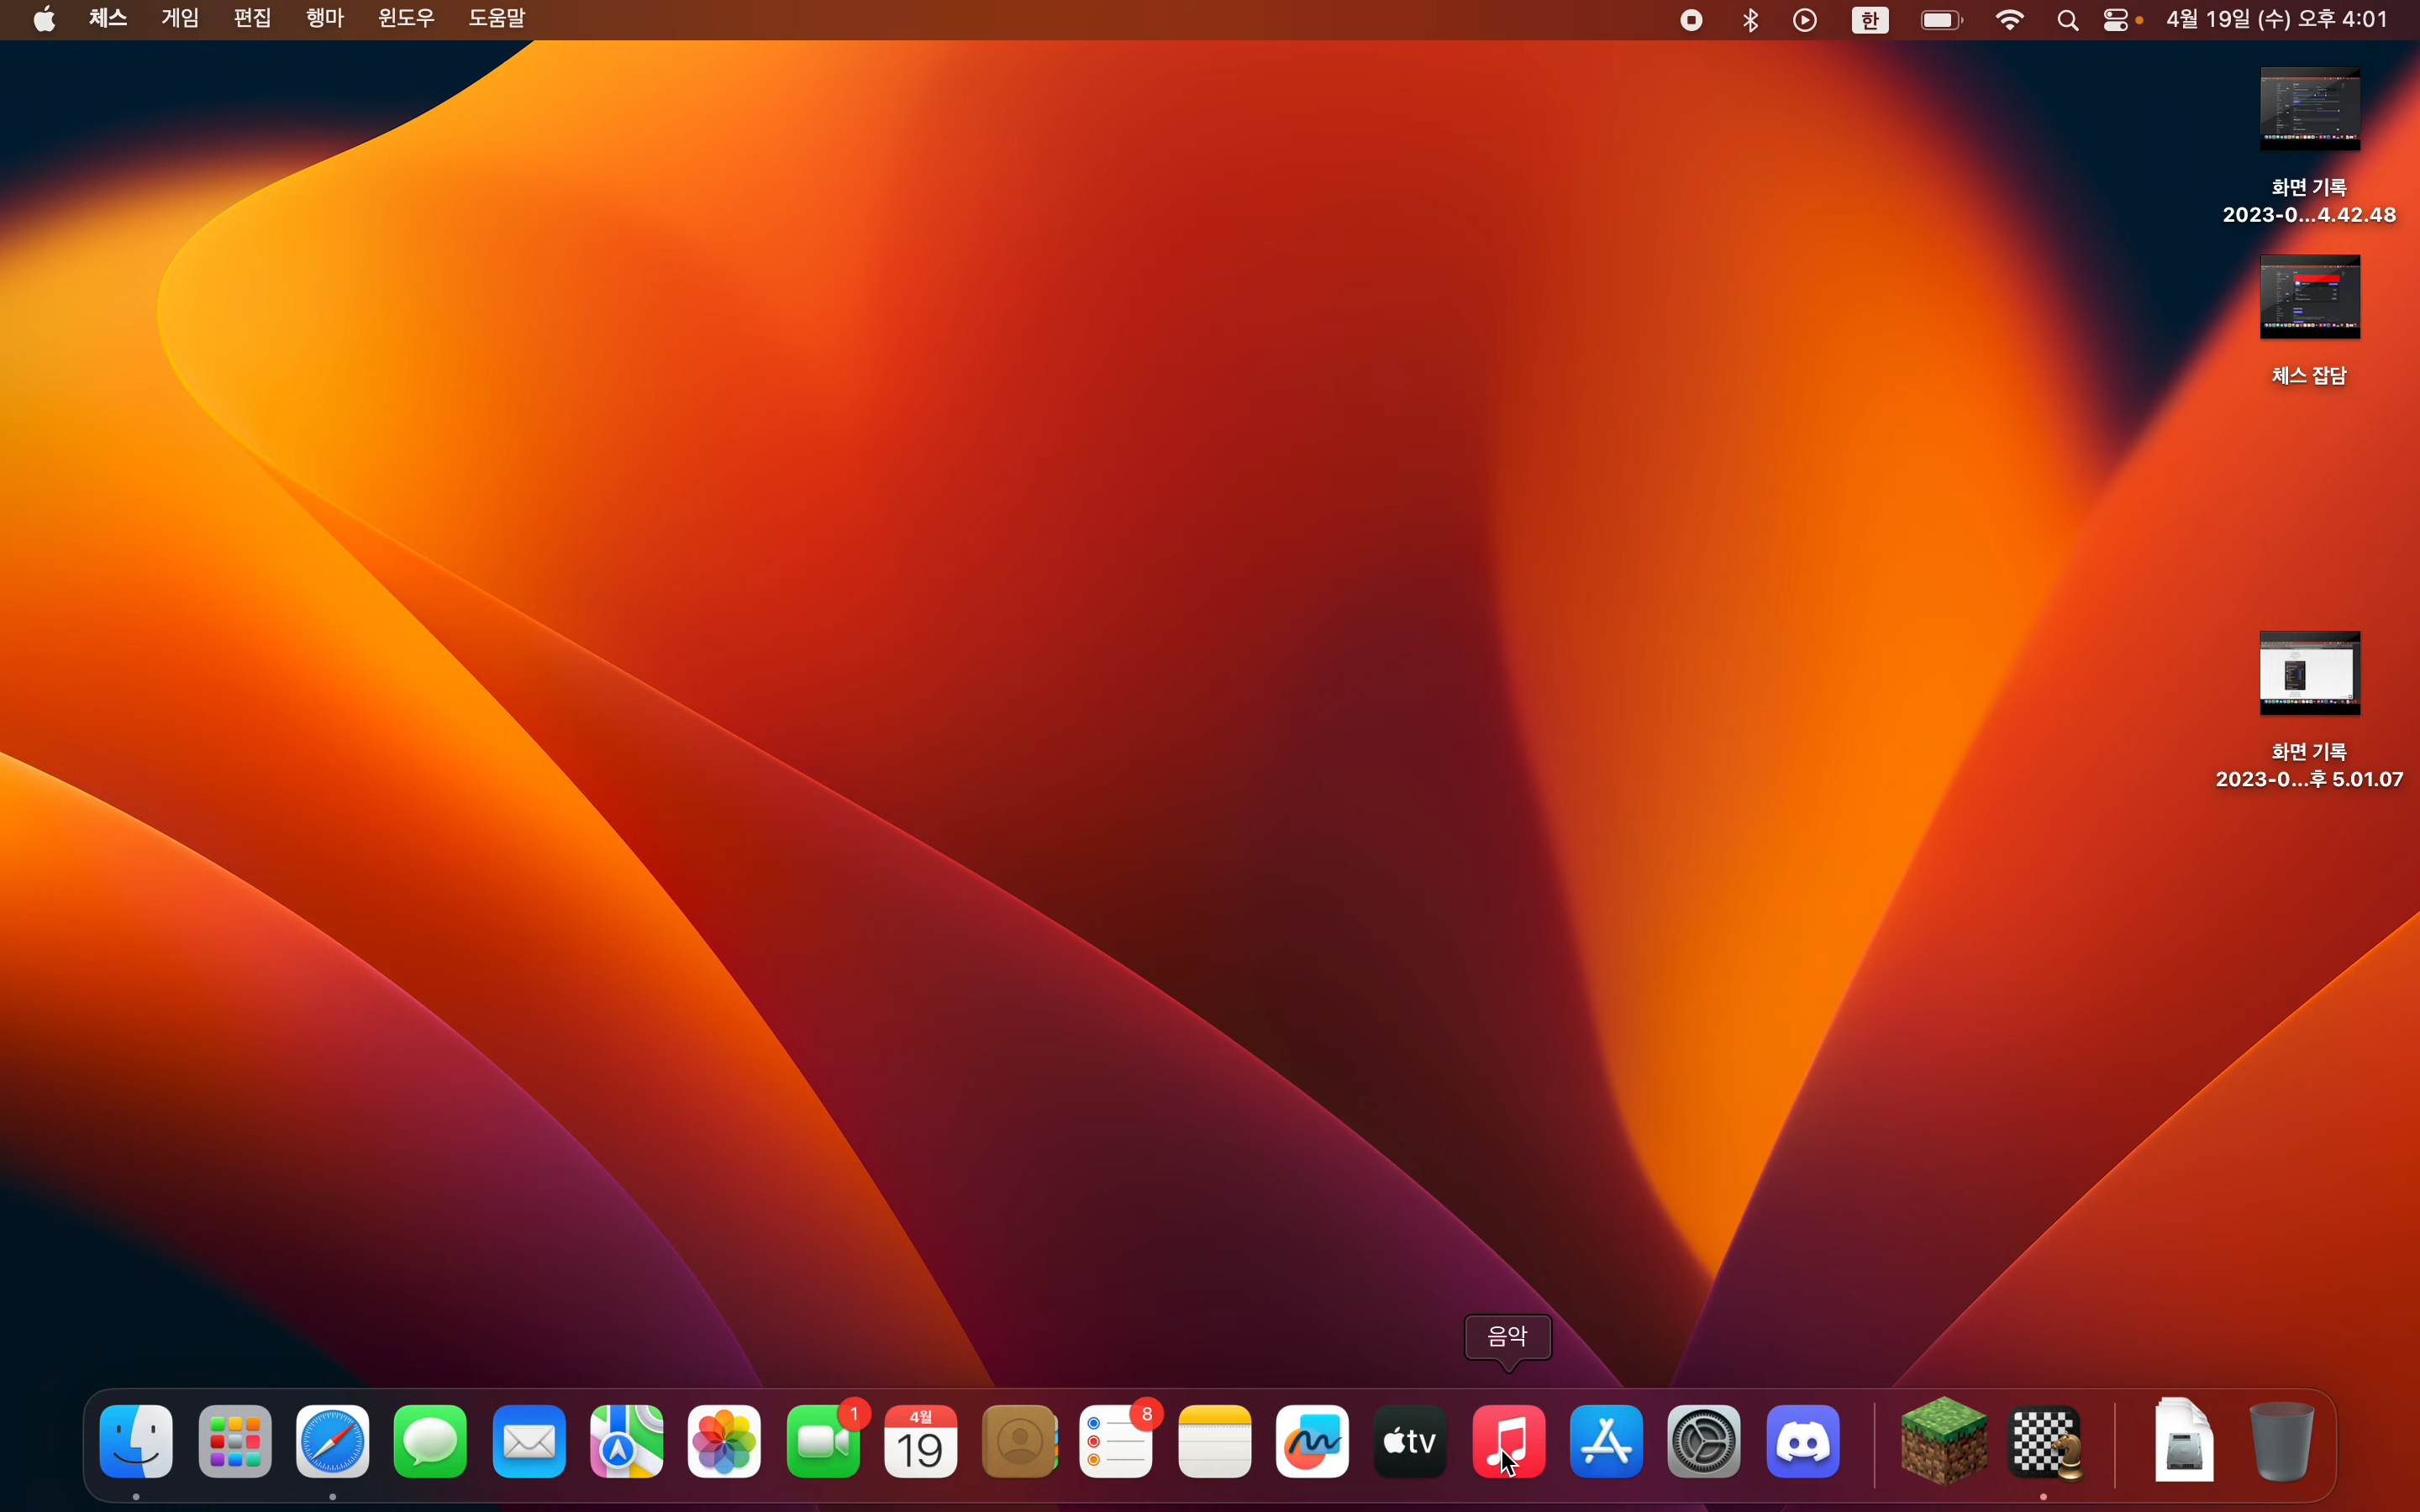 체스 게임 편집 행마 윈도우 도움말 한 4월 19일 (수) 오후 4:01
화면 기록
2023-0...4.42.48
체스 잡담
화면 기록
2023-0...후 5.01.07
음악
1
4월
19
8
tv